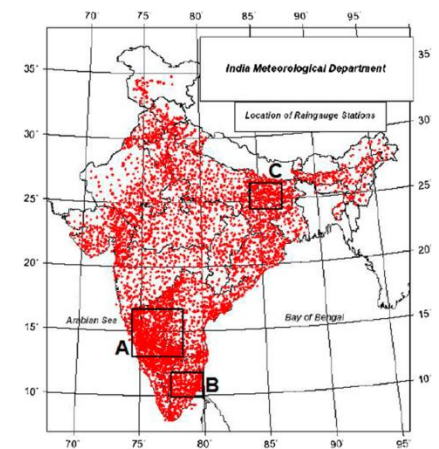 70° 75° 80° 85° 90° 95°
35° 35°
India Meteorological Department
Location of Raingauge Stations
30° 30°
C
25° 25°
20° 20°
15° Arabian Sea Bay of Bengal 15°
A
B
10° 10°
70° 75° 80° 85° 90° 95°